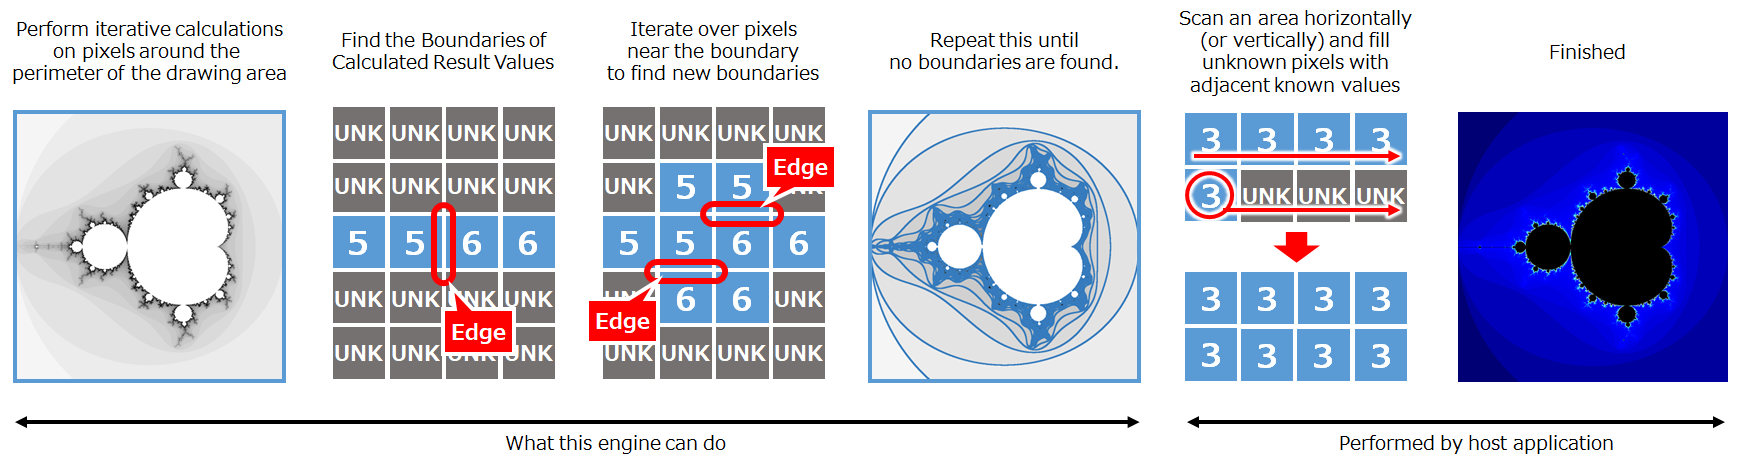 Perform iterative calculations
on pixels around the
perimeter of the drawing area
Find the Boundaries of
Calculated Result Values
UNK UNK UNK UNK
UNK UNK UNK UNK
5 5 6 6
UNK UNK UNK UNK
Edge
UNK UNK UNK UNK
Iterate over pixels
near the boundary
to find new boundaries
UNK UNK UNK UNK
Edge
UNK 5 5 UNK
5 5 6 6
UNK 6 6 UNK
Edge
UNK UNK UNK UNK
Repeat this until
no boundaries are found.
Scan an area horizontally
(or vertically) and fill
unknown pixels with
adjacent known values
3 3 3 3
3 UNK UNK UNK
3 3 3 3
3 3 3 3
Finished
What this engine can do
Performed by host application